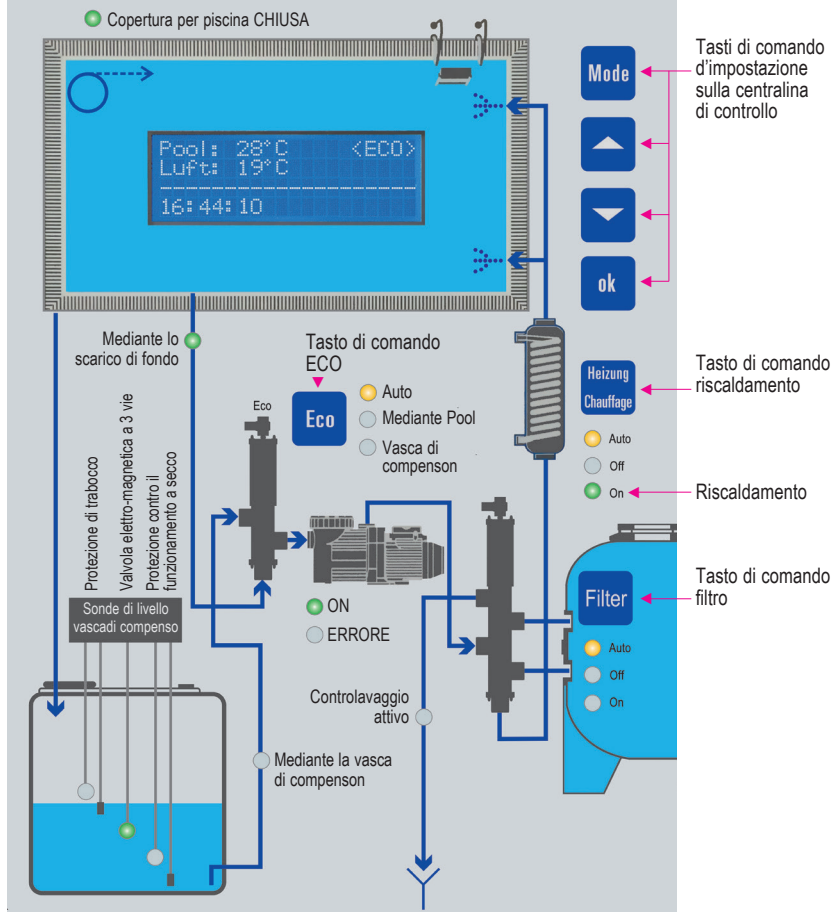 Copertura per piscina CHIUSA
Pool: 28°C <ECO>
Luft: 19°C
16:44:10
Mode
ok
Tasti di comando
d'impostazione
sulla centralina
di controllo
Mediante lo
scarico di fondo
Tasto di comando
ECO
Eco
Eco
Auto
Mediante Pool
Vasca di
compenson
Heizung
Chauffage
Tasto di comando
riscaldamento
Auto
Off
On
Riscaldamento
Protezione di trabocco
Valvola elettro-magnetica a 3 vie
Protezione contro il
funzionamento a secco
Sonde di livello
vascadi compenso
ON
ERRORE
Filter
Tasto di comando
filtro
Auto
Off
On
Controlavaggio
attivo
Mediante la vasca
di compenson